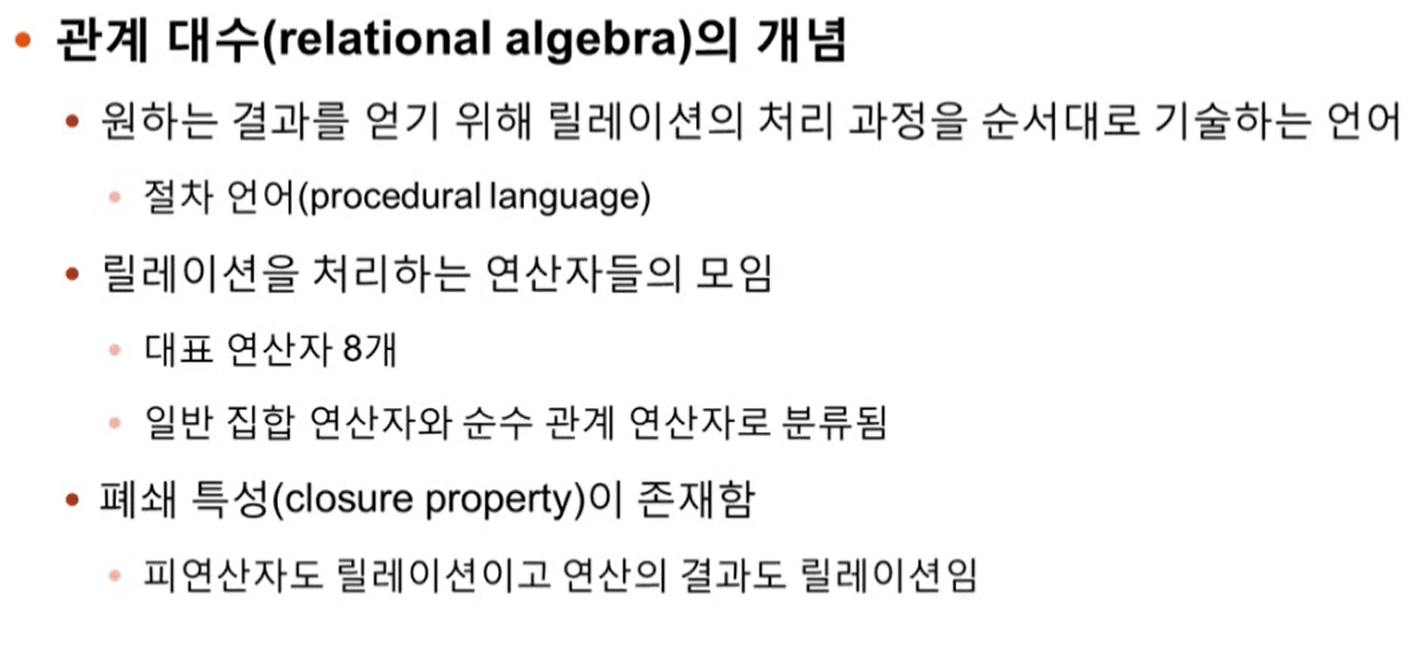 • 관계 대수(relational algebra)의 개념
• 원하는 결과를 얻기 위해 릴레이션의 처리 과정을 순서대로 기술하는 언어
• 절차 언어(procedural language)
• 릴레이션을 처리하는 연산자들의 모임
• 대표 연산자 8개
• 일반 집합 연산자와 순수 관계 연산자로 분류됨
• 폐쇄 특성(closure property)이 존재함
• 피연산자도 릴레이션이고 연산의 결과도 릴레이션임